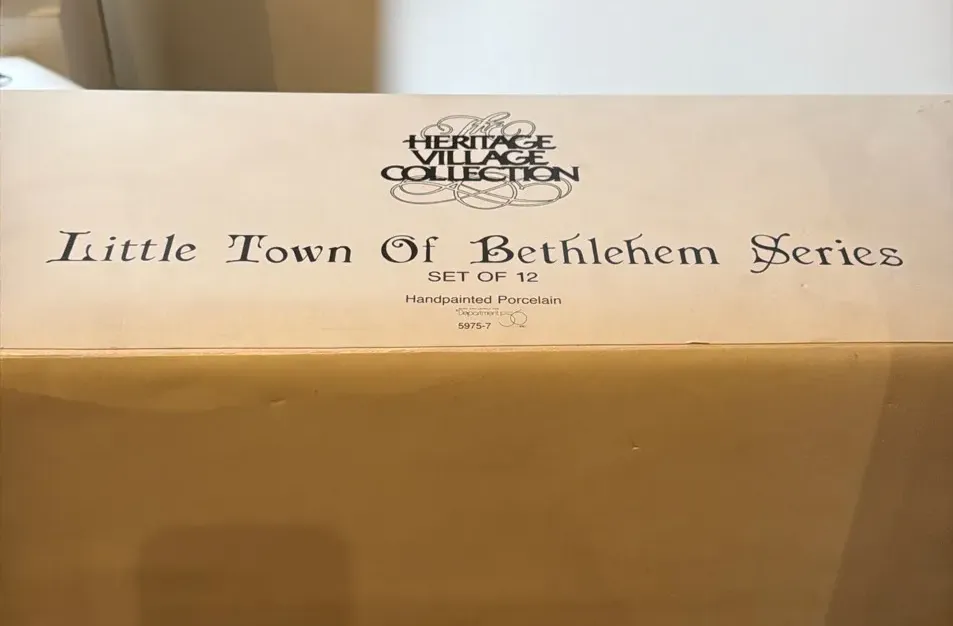 The
HERITAGE
VILLAGE
COLLECTION
Little Town Of Bethlehem Series
SET OF 12
Handpainted Porcelain
Department 56
5975-7